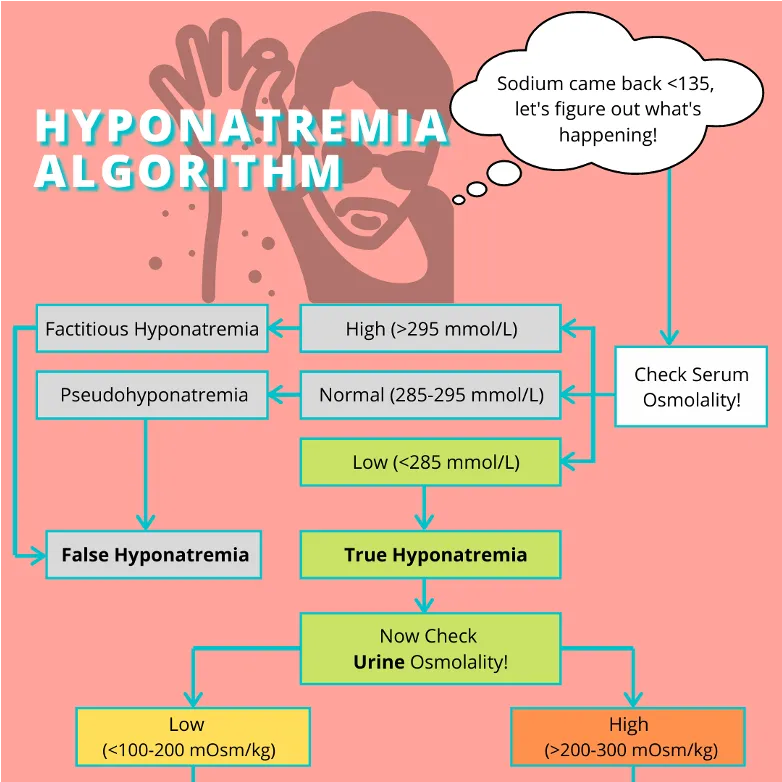 HYPONATREMIA
ALGORITHM
Sodium came back <135,
let's figure out what's
happening!
Factitious Hyponatremia
High (>295 mmol/L)
Check Serum
Osmolality!
Pseudohyponatremia
Normal (285-295 mmol/L)
Low (<285 mmol/L)
False Hyponatremia
True Hyponatremia
Now Check
Urine Osmolality!
Low
(<100-200 mOsm/kg)
High
(>200-300 mOsm/kg)